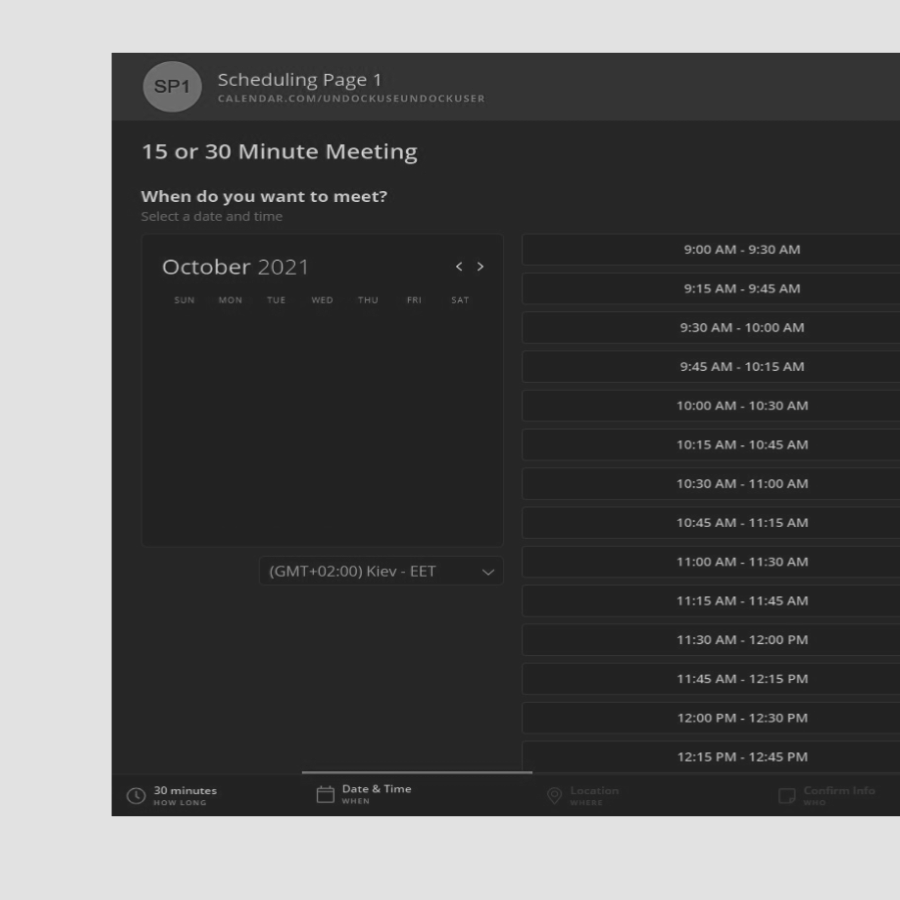 SP1
Scheduling Page 1
CALENDAR.COM/UNDOCKUSEUNDOCKUSER
15 or 30 Minute Meeting
When do you want to meet?
Select a date and time
October 2021
< >
SUN MON TUE WED THU FRI SAT
(GMT+02:00) Kiev - EET
9:00 AM - 9:30 AM
9:15 AM - 9:45 AM
9:30 AM - 10:00 AM
9:45 AM - 10:15 AM
10:00 AM - 10:30 AM
10:15 AM - 10:45 AM
10:30 AM - 11:00 AM
10:45 AM - 11:15 AM
11:00 AM - 11:30 AM
11:15 AM - 11:45 AM
11:30 AM - 12:00 PM
11:45 AM - 12:15 PM
12:00 PM - 12:30 PM
12:15 PM - 12:45 PM
30 minutes
HOW LONG
Date & Time
WHEN
Location
WHERE
Confirm Info
WHO